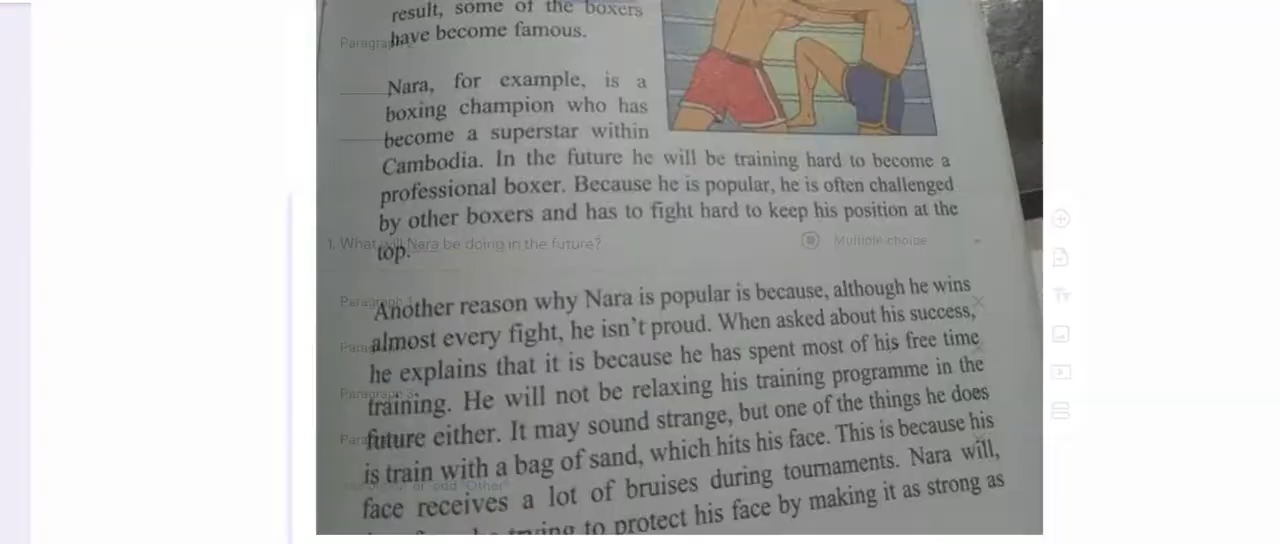 result, some of the boxers
have become famous.
Nara, for example, is a
boxing champion who has
become a superstar within
Cambodia. In the future he will be training hard to become a
professional boxer. Because he is popular, he is often challenged
by other boxers and has to fight hard to keep his position at the
top.
1. What will Nara be doing in the future?
Multiple choice
Another reason why Nara is popular is because, although he wins
almost every fight, he isn't proud. When asked about his success,
he explains that it is because he has spent most of his free time
training. He will not be relaxing his training programme in the
Paragraph 3
future either. It may sound strange, but one of the things he does
is train with a bag of sand, which hits his face. This is because his
or add "Other"
face receives a lot of bruises during tournaments. Nara will,
trying to protect his face by making it as strong as